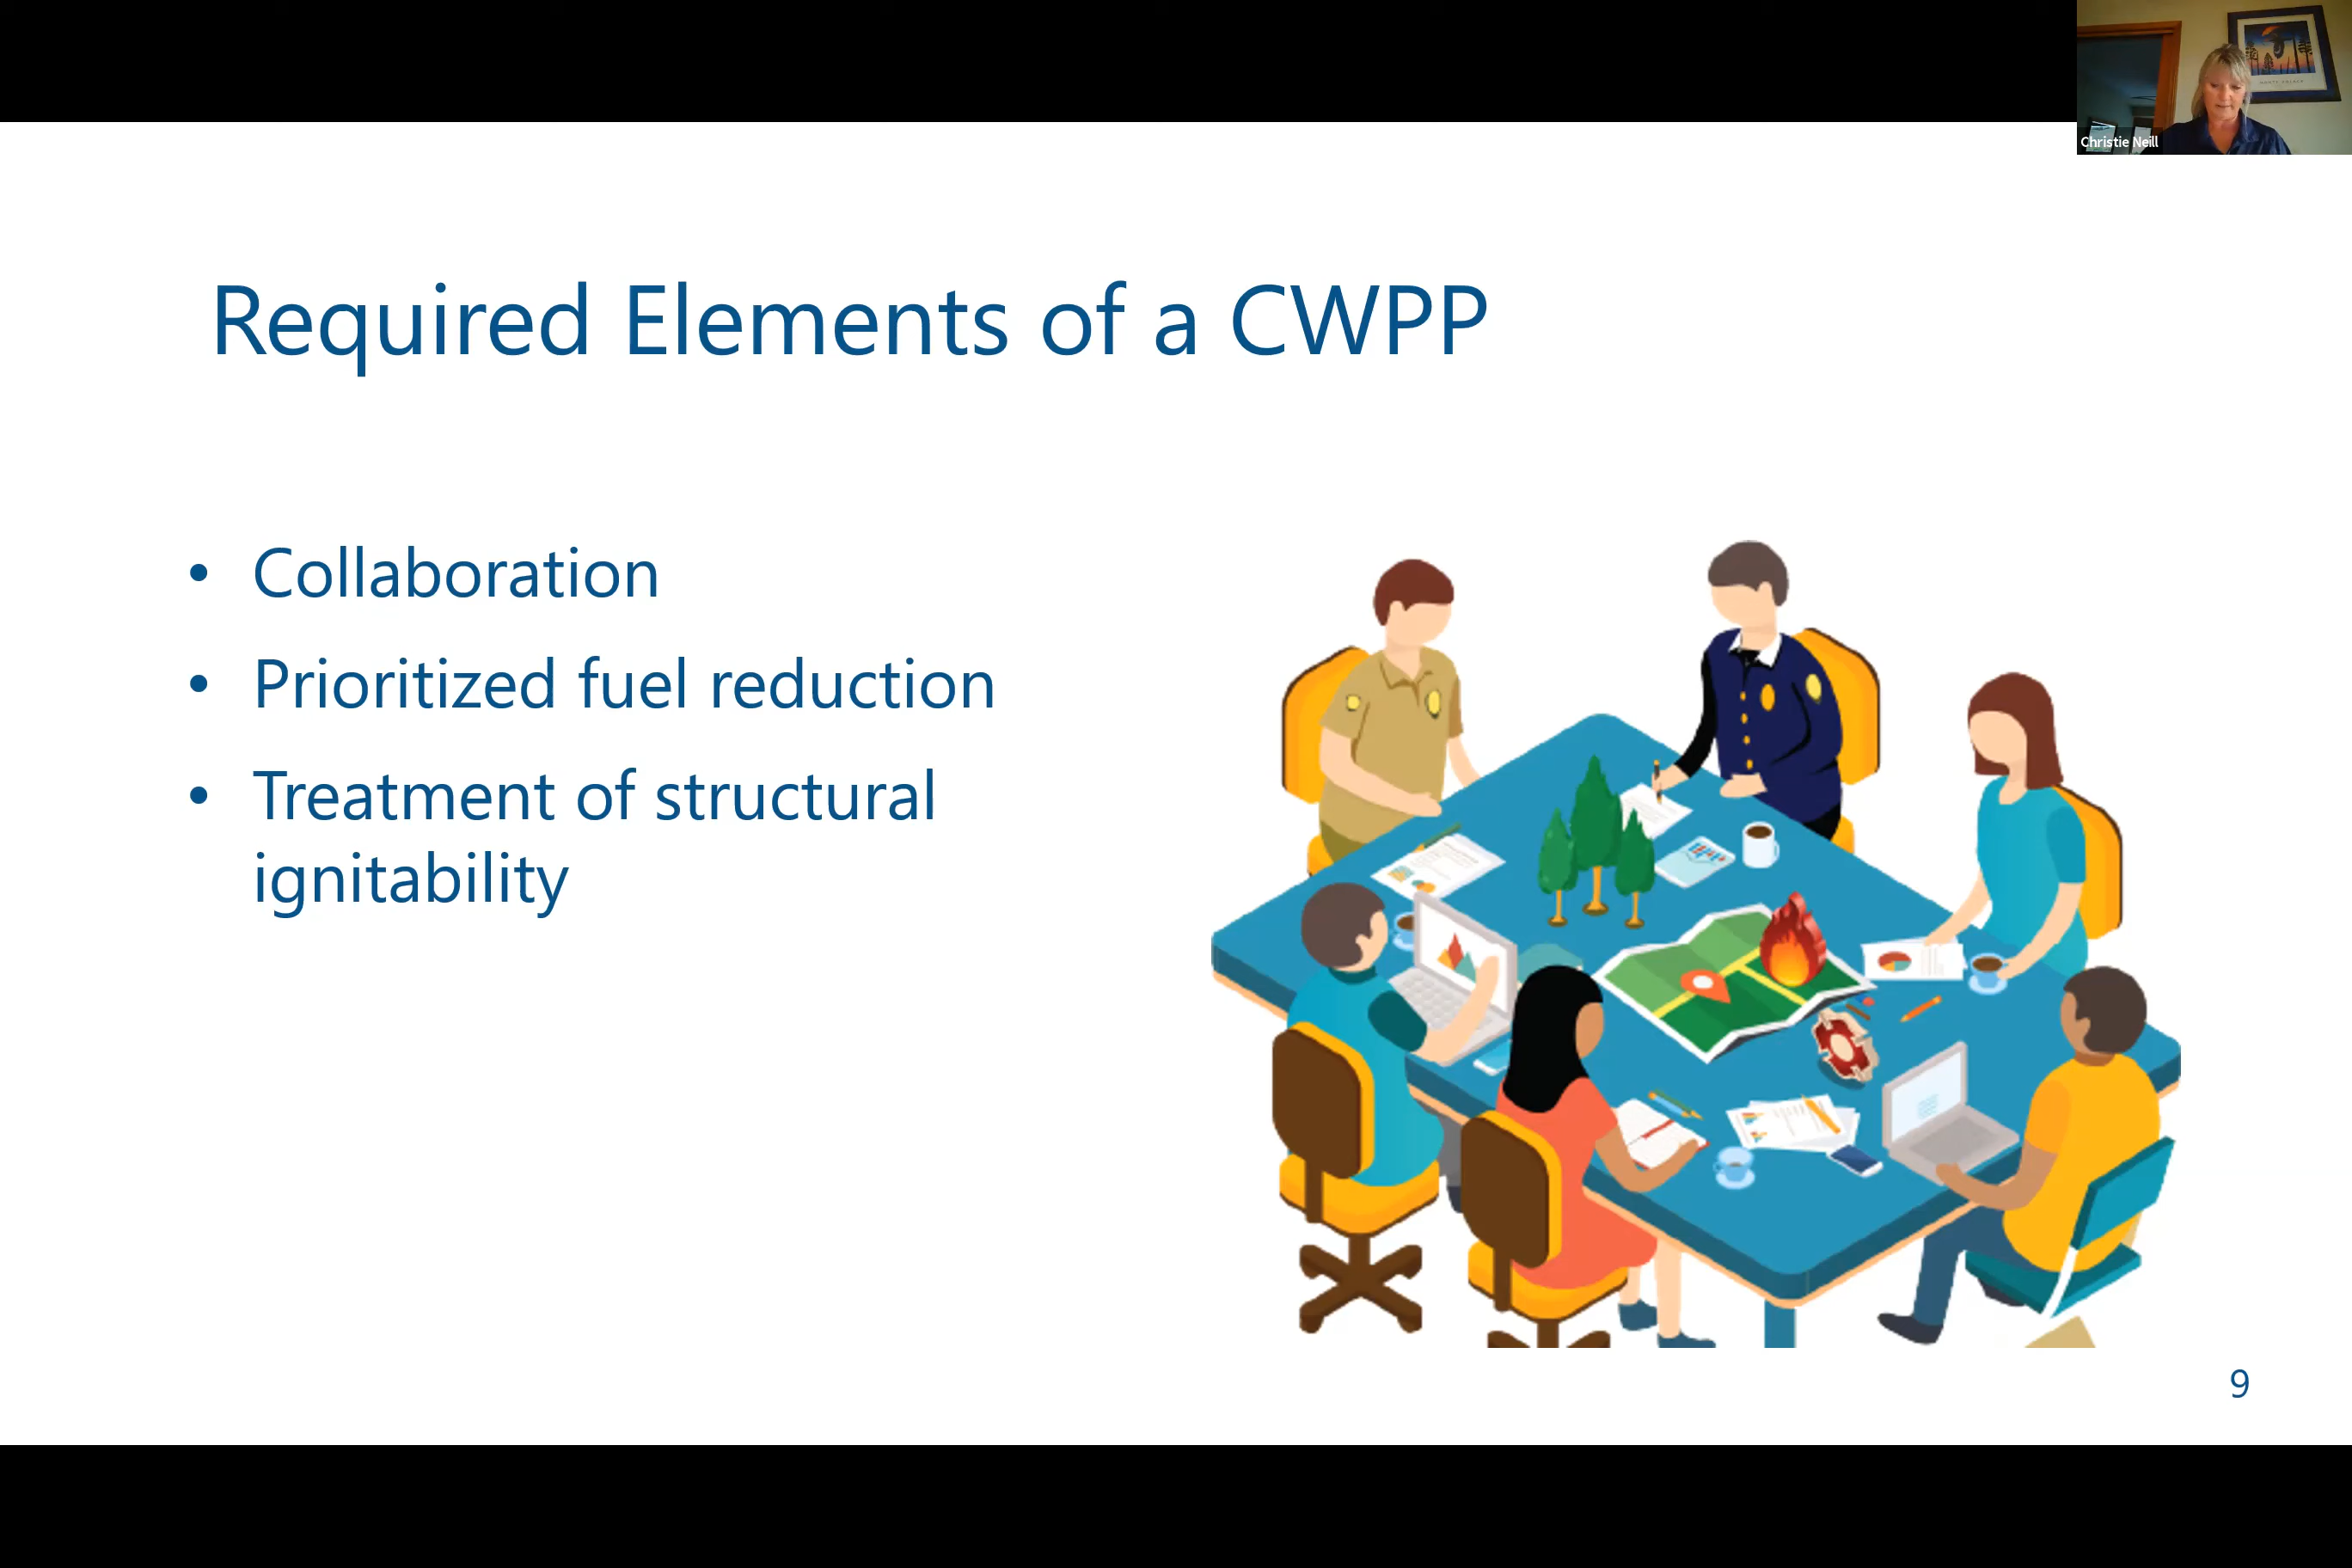 Christie Neill
Required Elements of a CWPP
• Collaboration
• Prioritized fuel reduction
• Treatment of structural
ignitability
9